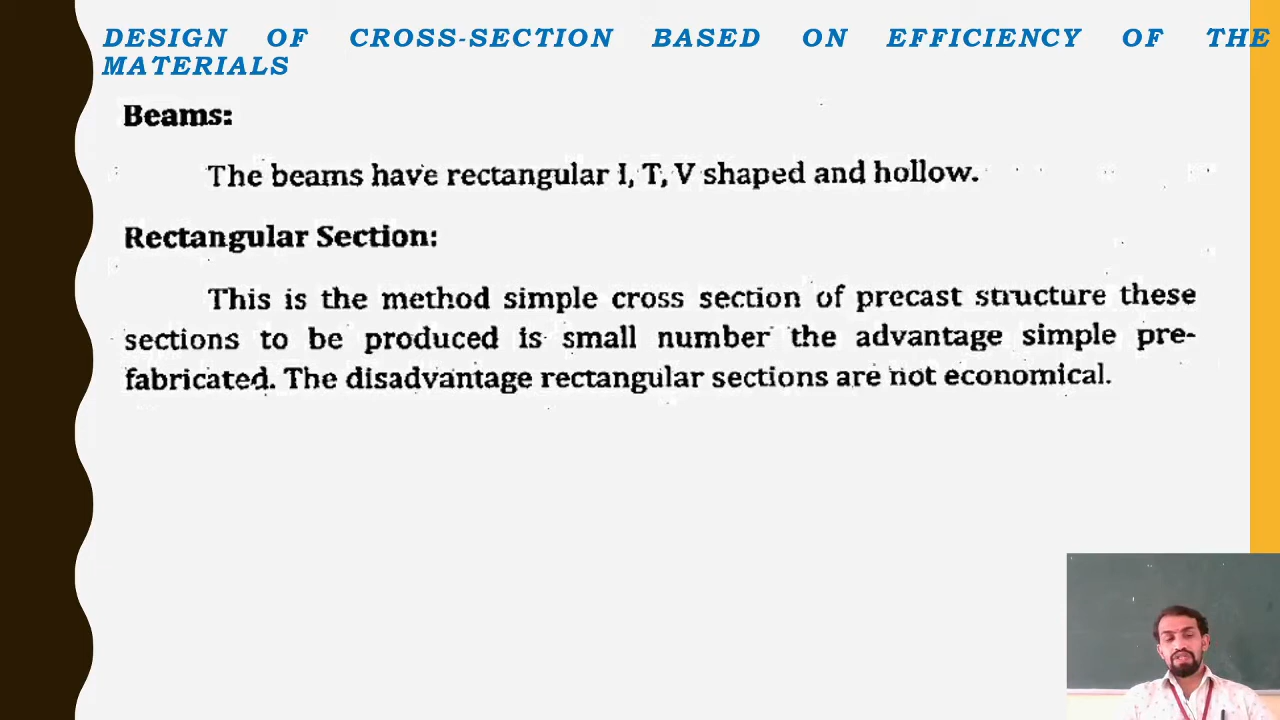 DESIGN OF CROSS-SECTION BASED ON EFFICIENCY OF THE
MATERIALS
Beams:
The beams have rectangular I, T, V shaped and hollow.
Rectangular Section:
This is the method simple cross section of precast structure these
sections to be produced is small number the advantage simple pre-
fabricated. The disadvantage rectangular sections are not economical.